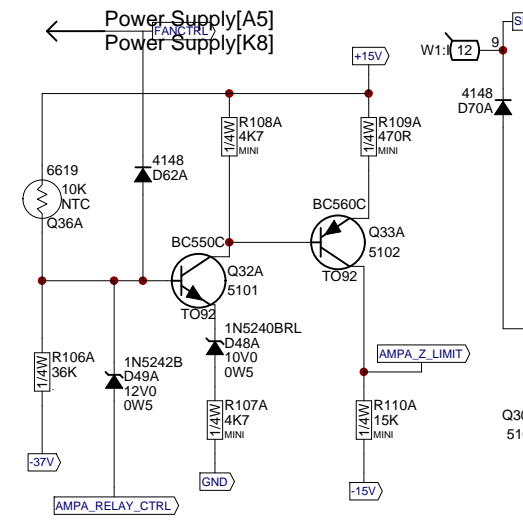 Power Supply[A5]
FANCTRL
Power Supply[K8]
+15V
W1:I
12
9
4148
D70A
R108A
4K7
MINI
1/4W
R109A
470R
MINI
1/4W
4148
D62A
6619
10K
NTC
Q36A
BC550C
Q32A
5101
TO92
BC560C
Q33A
5102
TO92
1N5240BRL
D48A
10V0
0W5
AMPA_Z_LIMIT
R106A
36K
1/4W
1N5242B
D49A
12V0
0W5
R107A
4K7
MINI
1/4W
R110A
15K
MINI
1/4W
-37V
GND
-15V
AMPA_RELAY_CTRL